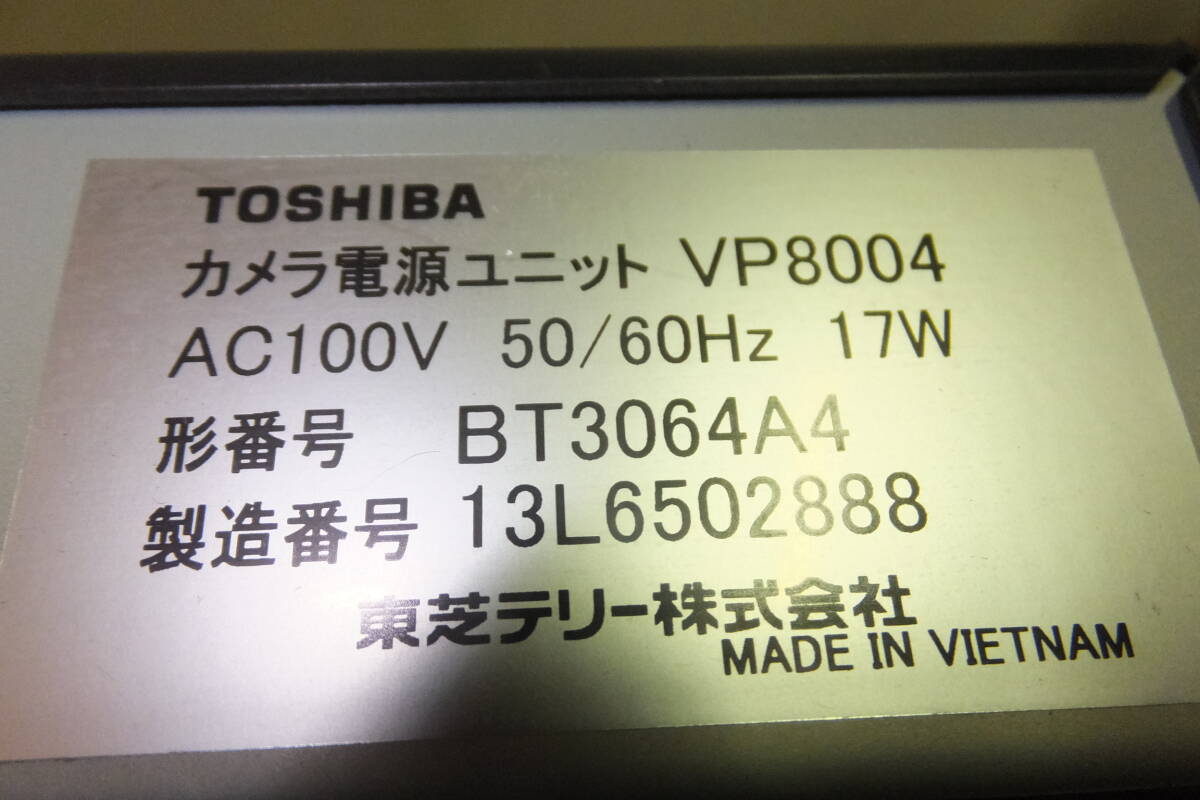 TOSHIBA
カメラ電源ユニット VP8004
AC100V 50/60Hz 17W
形番号 BT3064A4
製造番号 13L6502888
東芝テリー株式会社
MADE IN VIETNAM